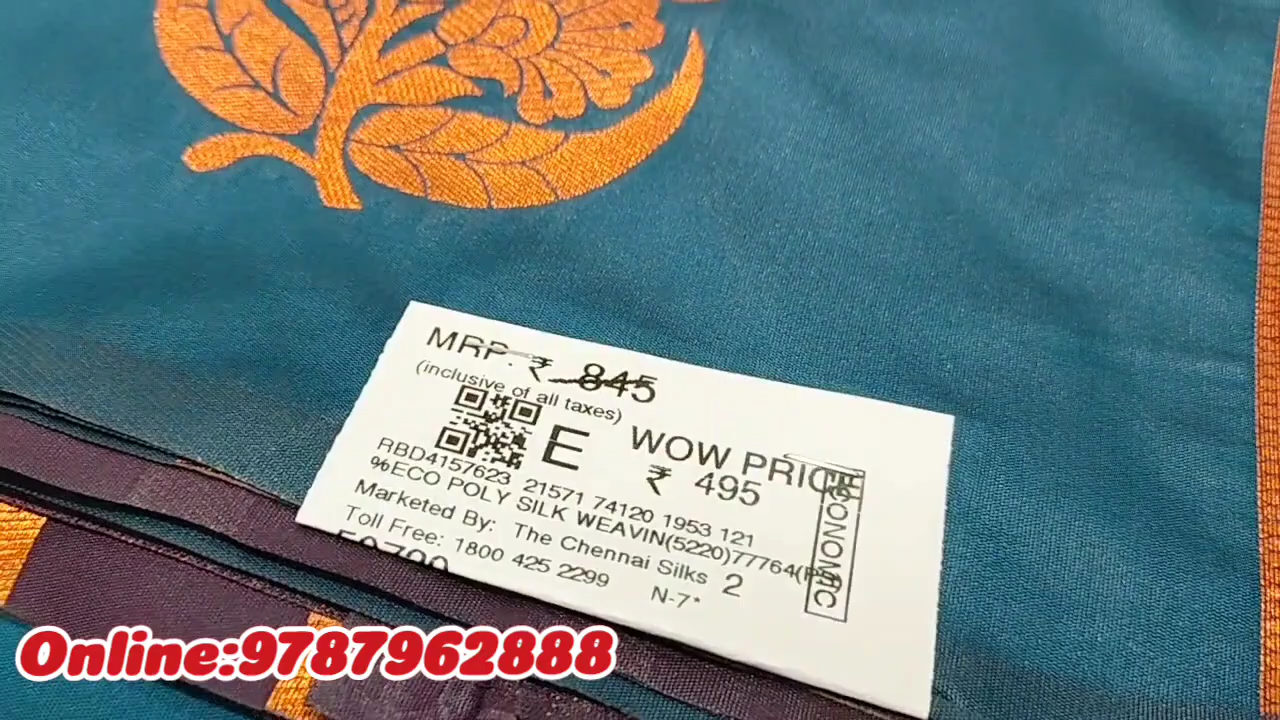 MRP. ₹ 845
(inclusive of all taxes)
E
WOW PRICE
₹ 495
RBD4157623 21571 74120 1953 121
%ECO POLY SILK WEAVIN(5220)77764(P
Marketed By: The Chennai Silks 2
Toll Free: 1800 425 2299
N-7*
Online:9787962888